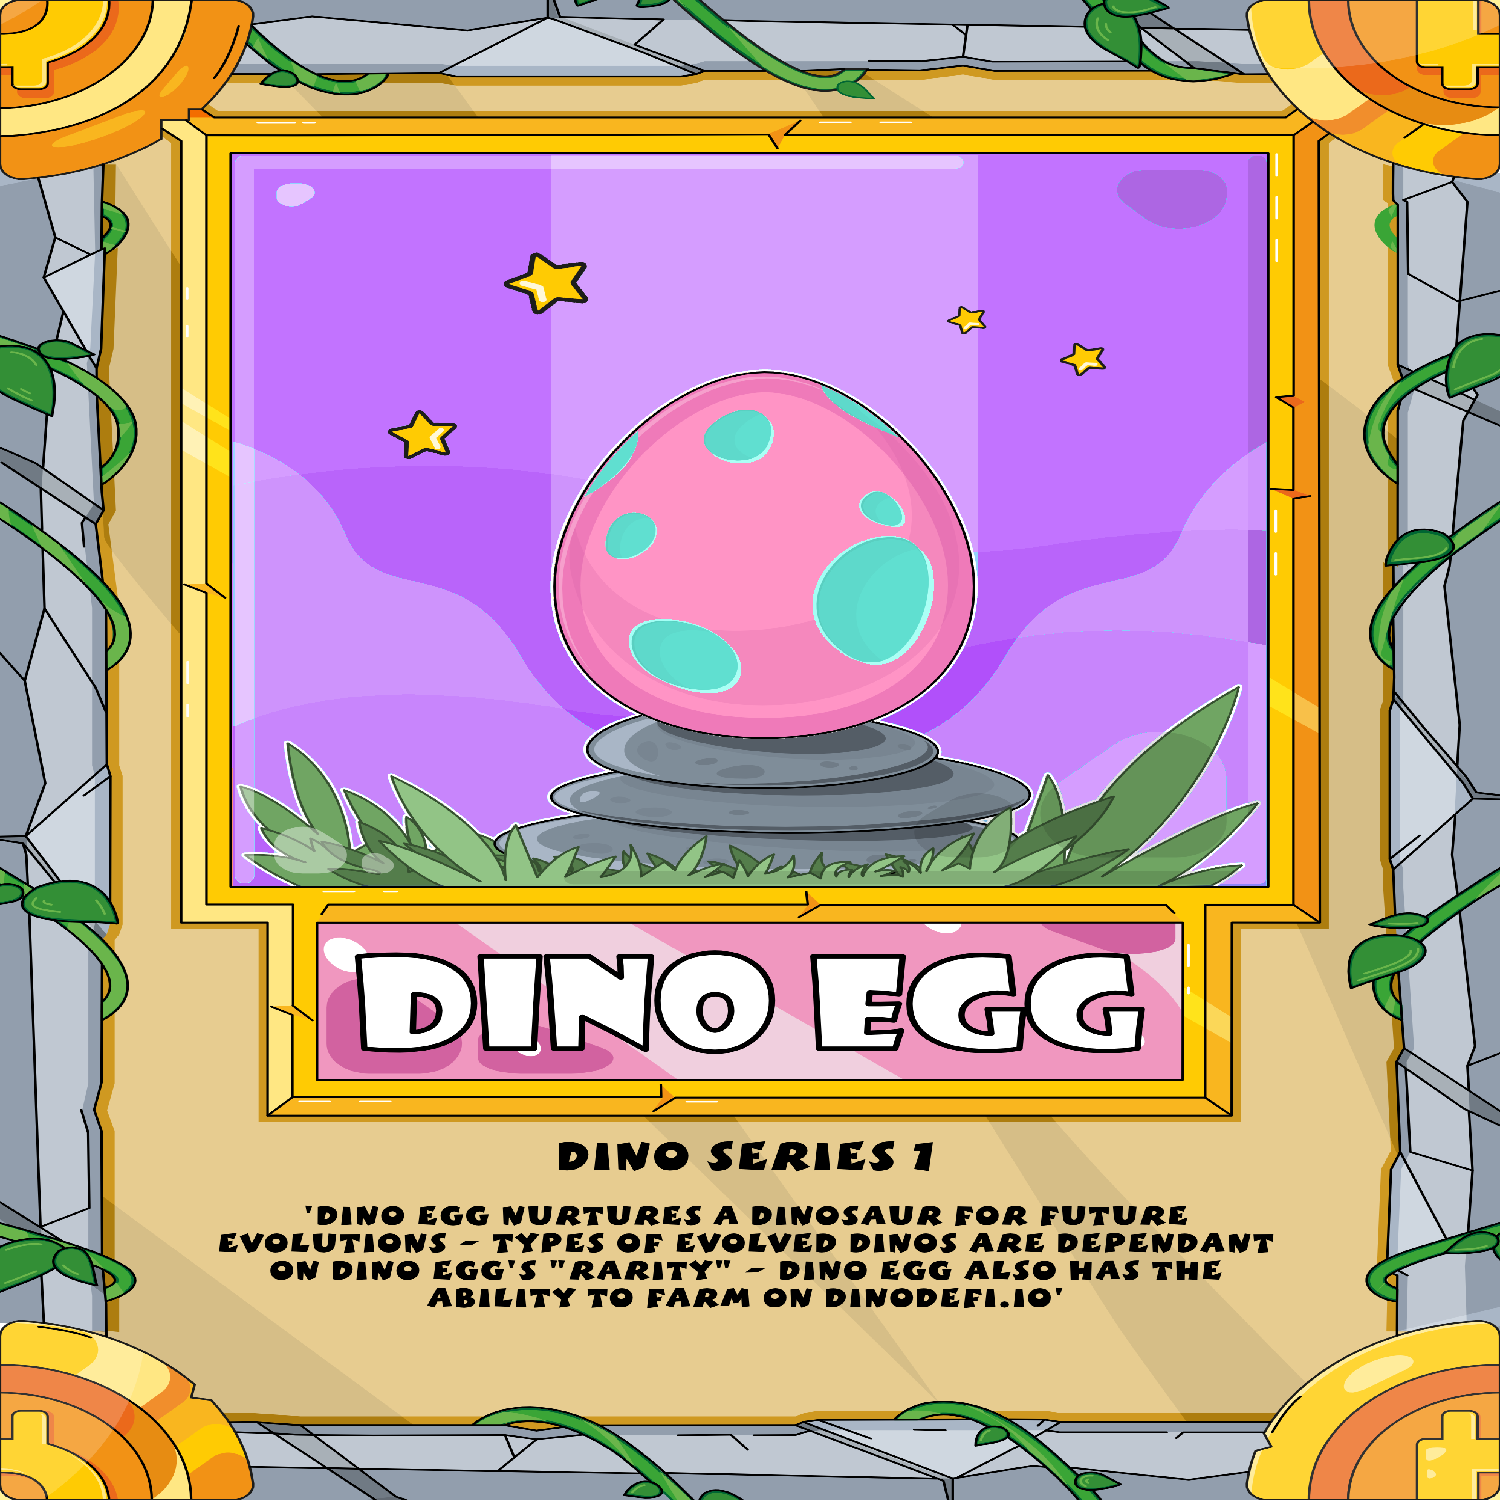 DINO EGG
DINO SERIES 1
'DINO EGG NURTURES A DINOSAUR FOR FUTURE
EVOLUTIONS - TYPES OF EVOLVED DINOS ARE DEPENDANT
ON DINO EGG'S "RARITY" - DINO EGG ALSO HAS THE
ABILITY TO FARM ON DINODEFI.IO'